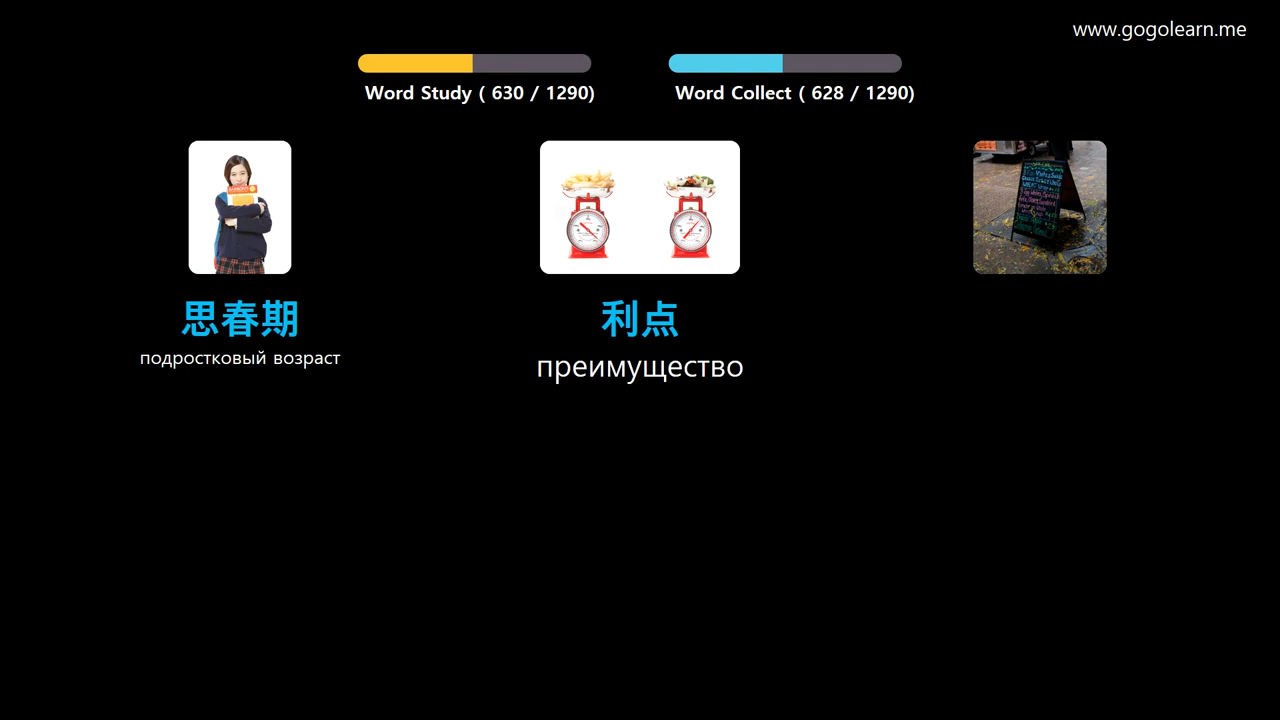 www.gogolearn.me
Word Study ( 630 / 1290)
Word Collect ( 628 / 1290)
思春期
подростковый возраст
利点
преимущество